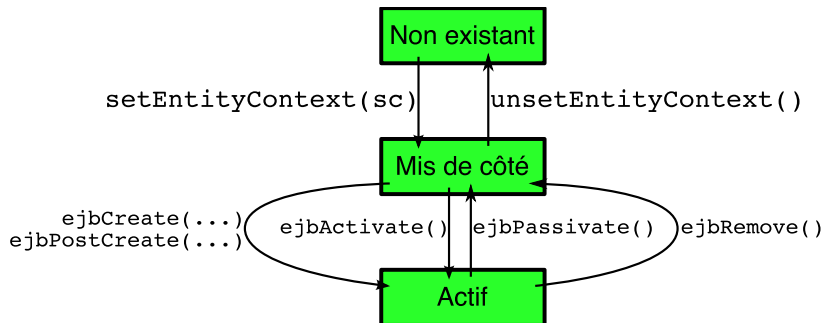 Non existant
setEntityContext(sc)
unsetEntityContext()
Mis de côté
ejbCreate(...)
ejbPostCreate(...)
ejbActivate()
ejbPassivate()
ejbRemove()
Actif